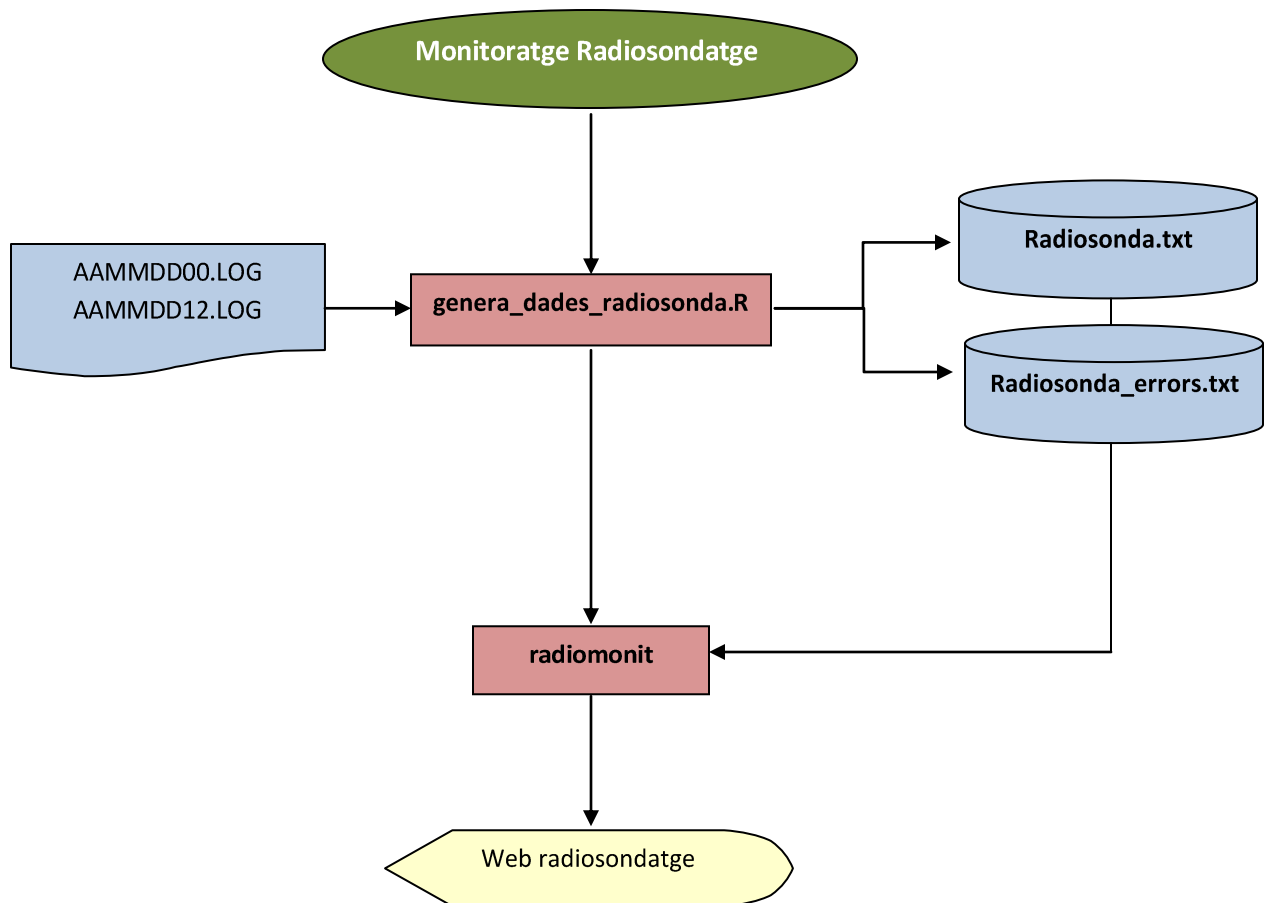 Monitoratge Radiosondatge
Radiosonda.txt
AAMMDD00.LOG
AAMMDD12.LOG
genera_dades_radiosonda.R
Radiosonda_errors.txt
radiomonit
Web radiosondatge